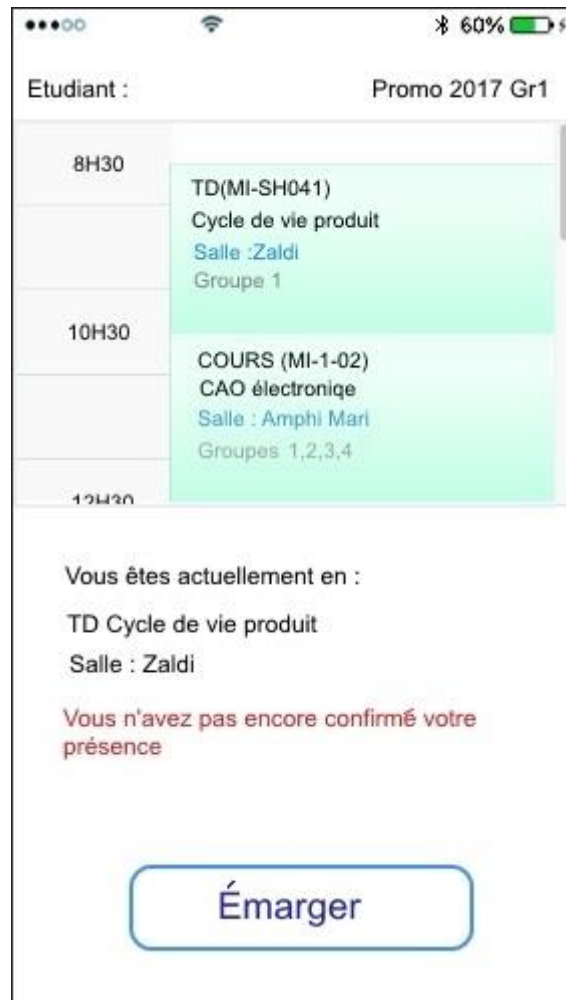 60%
Etudiant :
Promo 2017 Gr1
8H30
TD(MI-SH041)
Cycle de vie produit
Salle :Zaldi
Groupe 1
10H30
COURS (MI-1-02)
CAO électroniqe
Salle : Amphi Mari
Groupes 1,2,3,4
12H30
Vous êtes actuellement en :
TD Cycle de vie produit
Salle : Zaldi
Vous n'avez pas encore confirmé votre
présence
Émarger